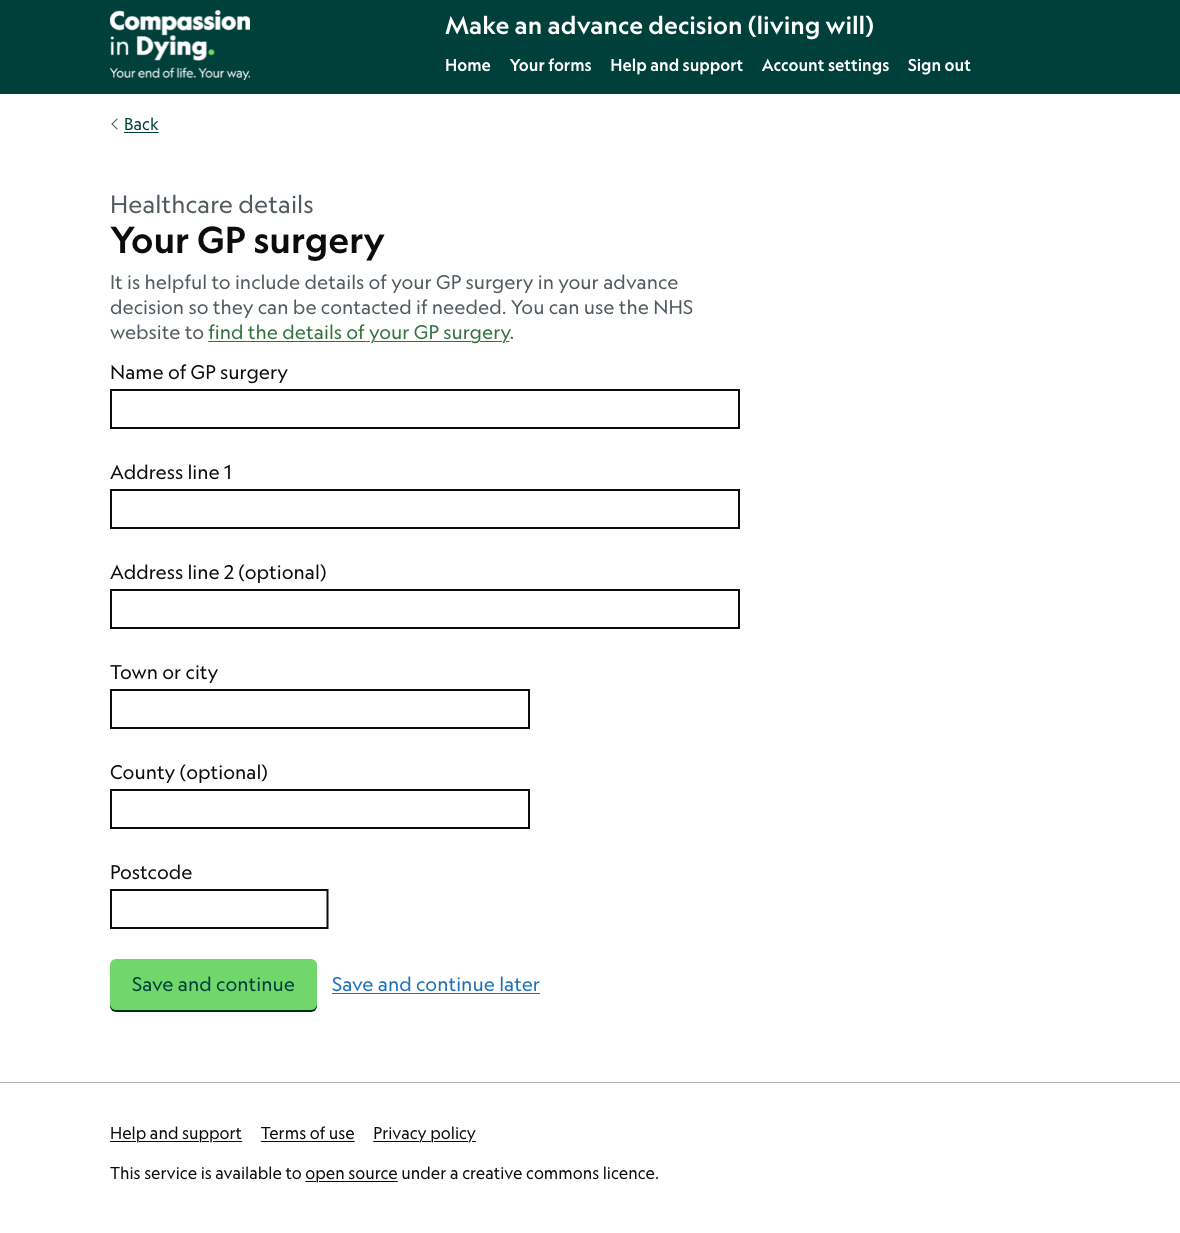 Compassion
in Dying.
Your end of life. Your way.
Make an advance decision (living will)
Home Your forms Help and support Account settings Sign out
Back
Healthcare details
Your GP surgery
It is helpful to include details of your GP surgery in your advance
decision so they can be contacted if needed. You can use the NHS
website to find the details of your GP surgery.
Name of GP surgery
Address line 1
Address line 2 (optional)
Town or city
County (optional)
Postcode
Save and continue Save and continue later
Help and support Terms of use Privacy policy
This service is available to open source under a creative commons licence.